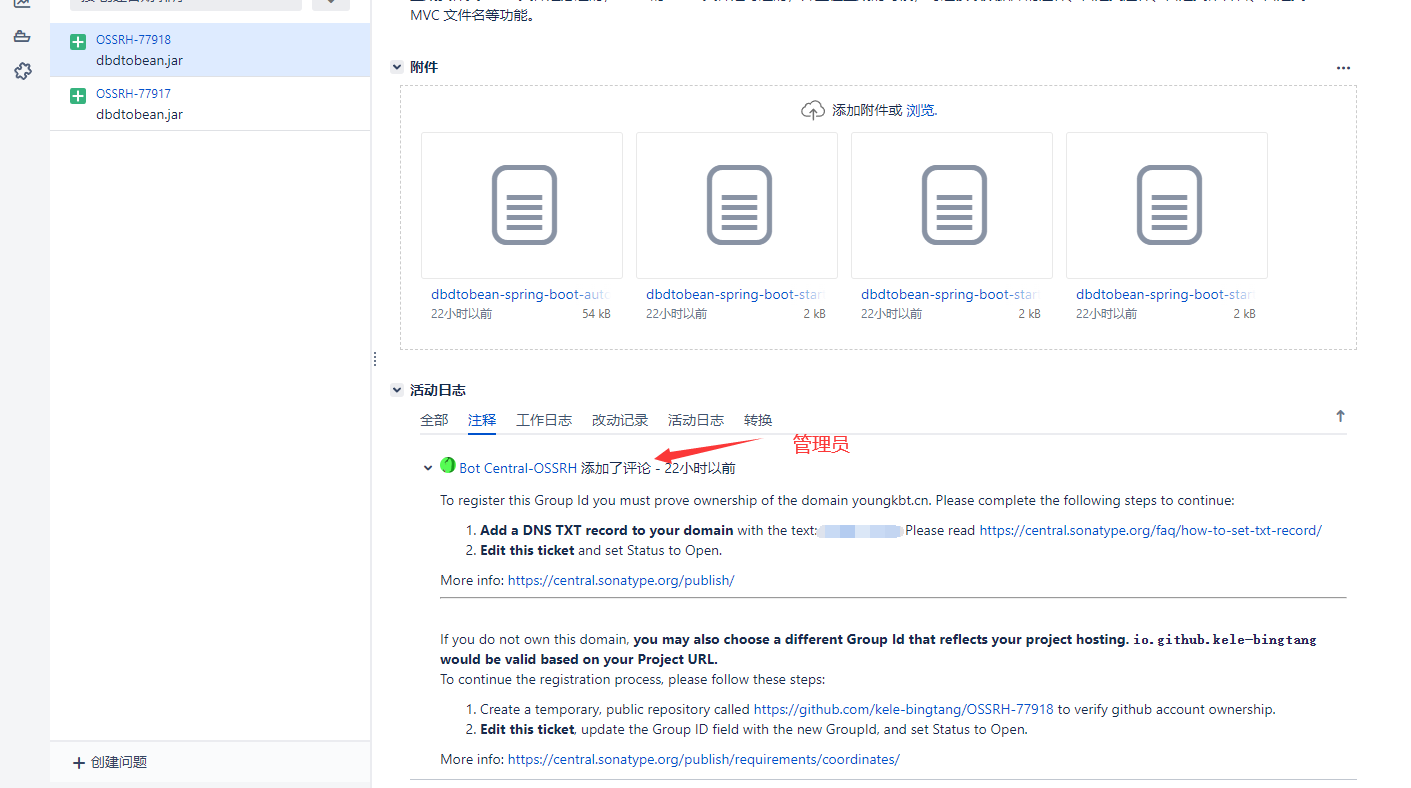 MVC 文件名等功能。
OSSRH-77918
dbdtobean.jar
OSSRH-77917
dbdtobean.jar
创建问题
附件
添加附件或 浏览.
dbdtobean-spring-boot-auto
22小时以前 54 kB
dbdtobean-spring-boot-star
22小时以前 2 kB
dbdtobean-spring-boot-star
22小时以前 2 kB
dbdtobean-spring-boot-star
22小时以前 2 kB
活动日志
全部 注释 工作日志 改动记录 活动日志 转换
管理员
Bot Central-OSSRH 添加了评论 - 22小时以前
To register this Group Id you must prove ownership of the domain youngkbt.cn. Please complete the following steps to continue:
1. Add a DNS TXT record to your domain with the text: Please read https://central.sonatype.org/faq/how-to-set-txt-record/
2. Edit this ticket and set Status to Open.
More info: https://central.sonatype.org/publish/
If you do not own this domain, you may also choose a different Group Id that reflects your project hosting. io.github.kele-bingtang
would be valid based on your Project URL.
To continue the registration process, please follow these steps:
1. Create a temporary, public repository called https://github.com/kele-bingtang/OSSRH-77918 to verify github account ownership.
2. Edit this ticket, update the Group ID field with the new GroupId, and set Status to Open.
More info: https://central.sonatype.org/publish/requirements/coordinates/